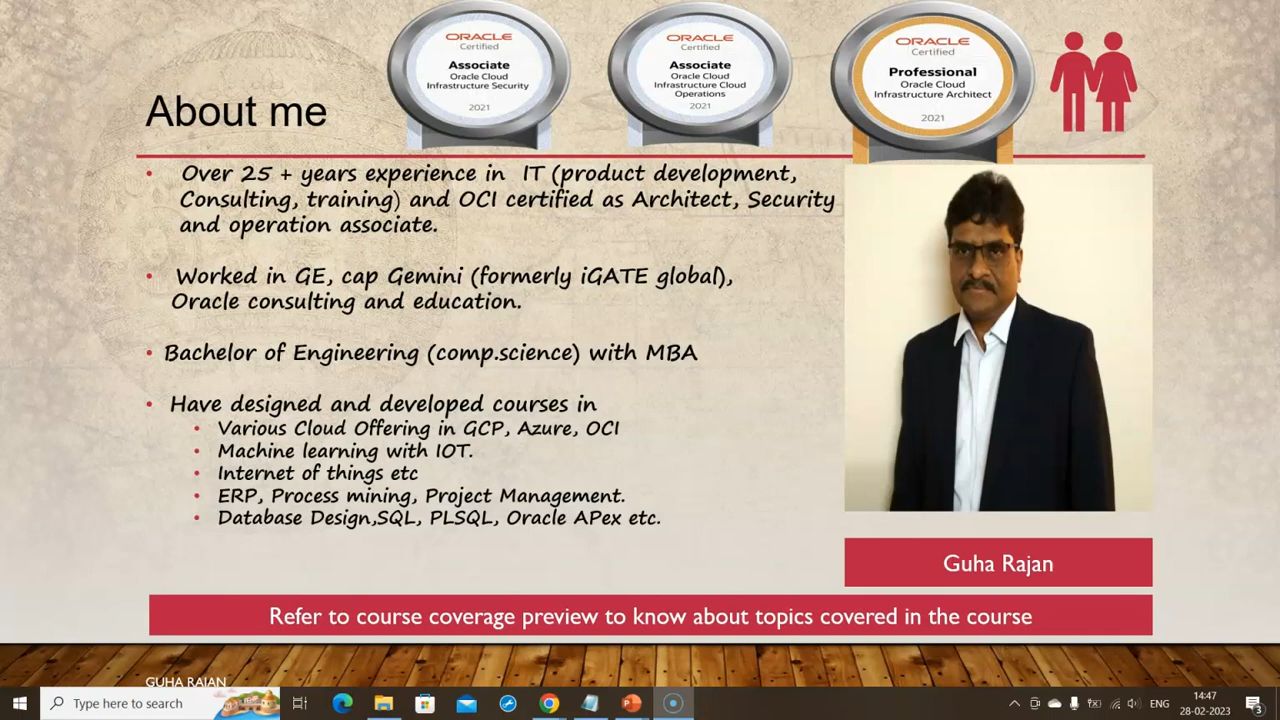 ORACLE
Certified
Associate
Oracle Cloud
Infrastructure Security
2021
ORACLE
Certified
Associate
Oracle Cloud
Infrastructure Cloud
Operations
2021
ORACLE
Certified
Professional
Oracle Cloud
Infrastructure Architect
2021
About me
• Over 25 + years experience in IT (product development,
Consulting, training) and OCI certified as Architect, Security
and operation associate.
• Worked in GE, cap Gemini (formerly iGATE global),
Oracle consulting and education.
• Bachelor of Engineering (comp.science) with MBA
• Have designed and developed courses in
• Various Cloud Offering in GCP, Azure, OCI
• Machine learning with IOT.
• Internet of things etc
• ERP, Process mining, Project Management.
• Database Design,SQL, PLSQL, Oracle APex etc.
Guha Rajan
Refer to course coverage preview to know about topics covered in the course
GUHA RAJAN
Type here to search
ENG
14:47
28-02-2023
3